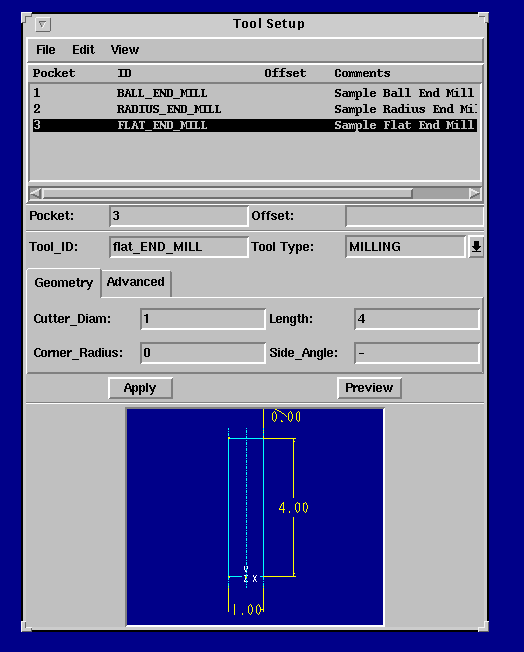 Tool Setup
File Edit View
Pocket ID Offset Comments
1 BALL_END_MILL Sample Ball End Mill
2 RADIUS_END_MILL Sample Radius End Mi
3 FLAT_END_MILL Sample Flat End Mill
Pocket: 3 Offset:
Tool_ID: flat_END_MILL Tool Type: MILLING
Geometry Advanced
Cutter_Diam: 1 Length: 4
Corner_Radius: 0 Side_Angle: -
Apply Preview
0.00
4.00
Y
Z X
1.00